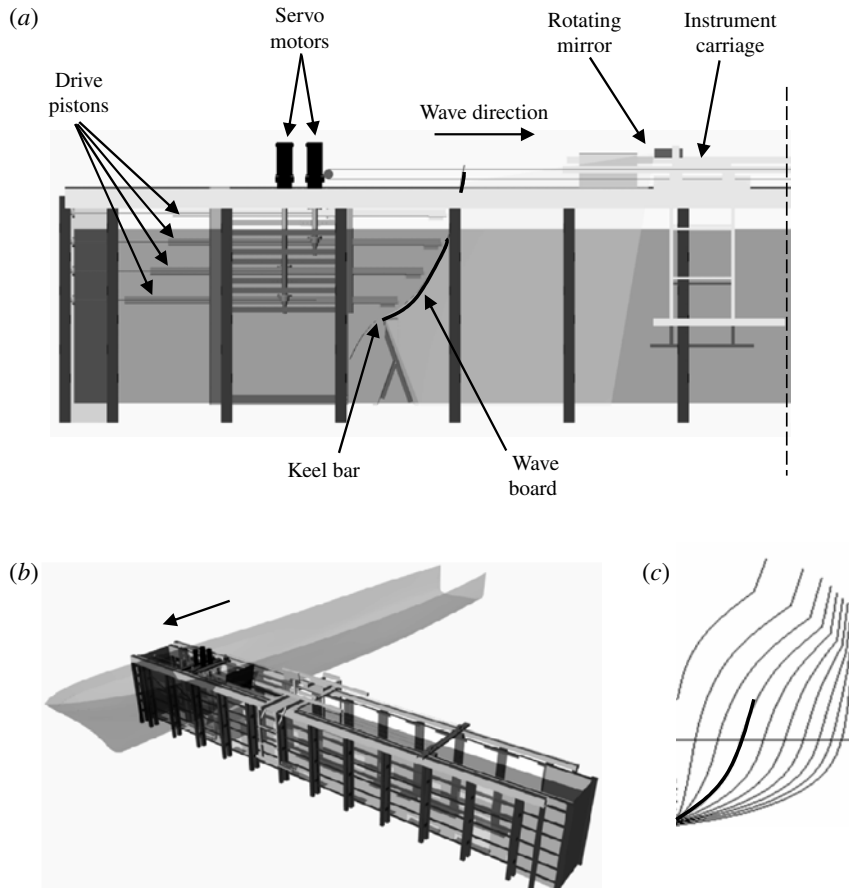 (a)
Servo
motors
Rotating
mirror
Instrument
carriage
Drive
pistons
Wave direction
Keel bar
Wave
board
(b)
(c)